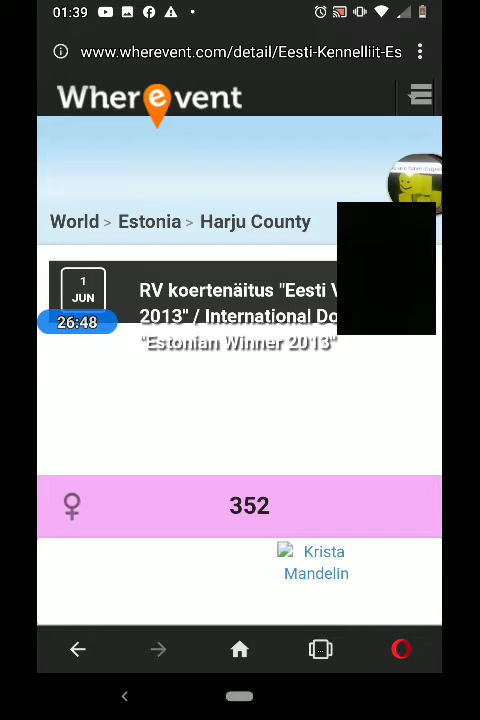 01:39
www.wherevent.com/detail/Eesti-Kennelliit-Es
Wherevent
World > Estonia > Harju County
1
JUN
RV koertenäitus "Eesti V
2013" / International Do
"Estonian Winner 2013"
26:48
352
Krista
Mandelin